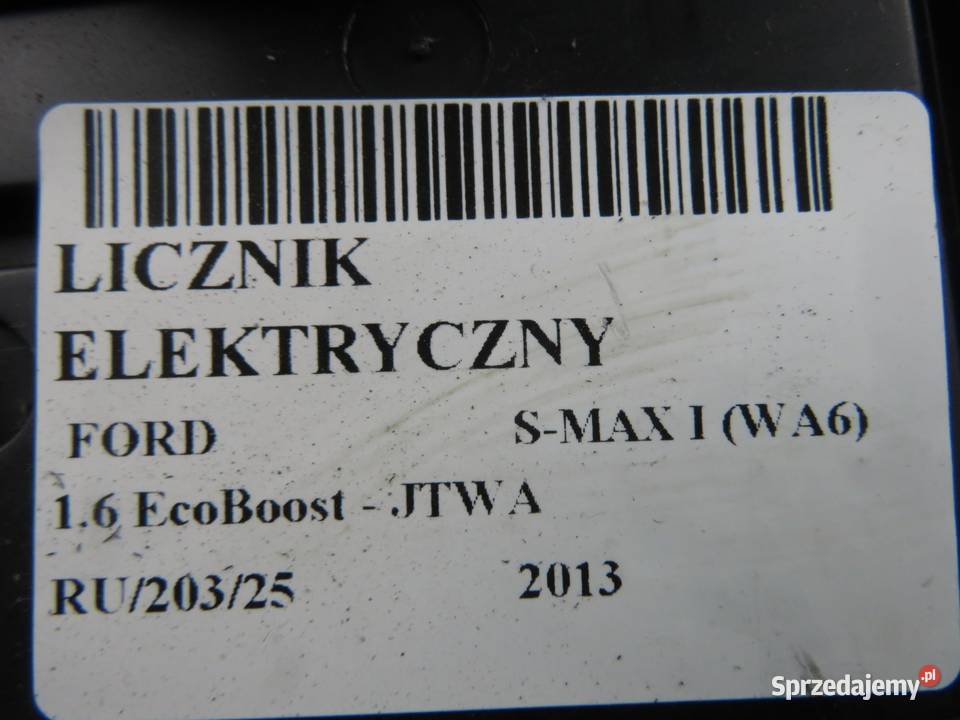 LICZNIK
ELEKTRYCZNY
FORD S-MAX I (WA6)
1.6 EcoBoost - JTWA
RU/203/25 2013
Sprzedajemy.pl